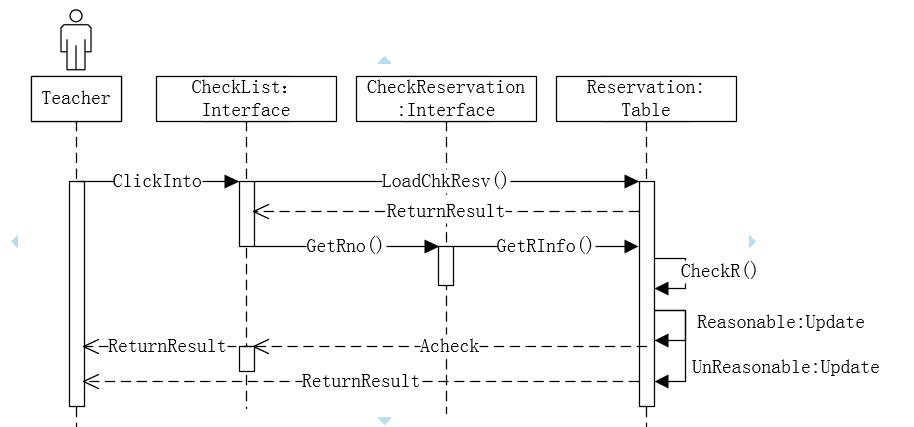 Teacher
CheckList：
Interface
CheckReservation
:Interface
Reservation:
Table
ClickInto
LoadChkResv()
ReturnResult
GetRno()
GetRInfo()
CheckR()
Reasonable:Update
ReturnResult
Acheck
UnReasonable:Update
ReturnResult